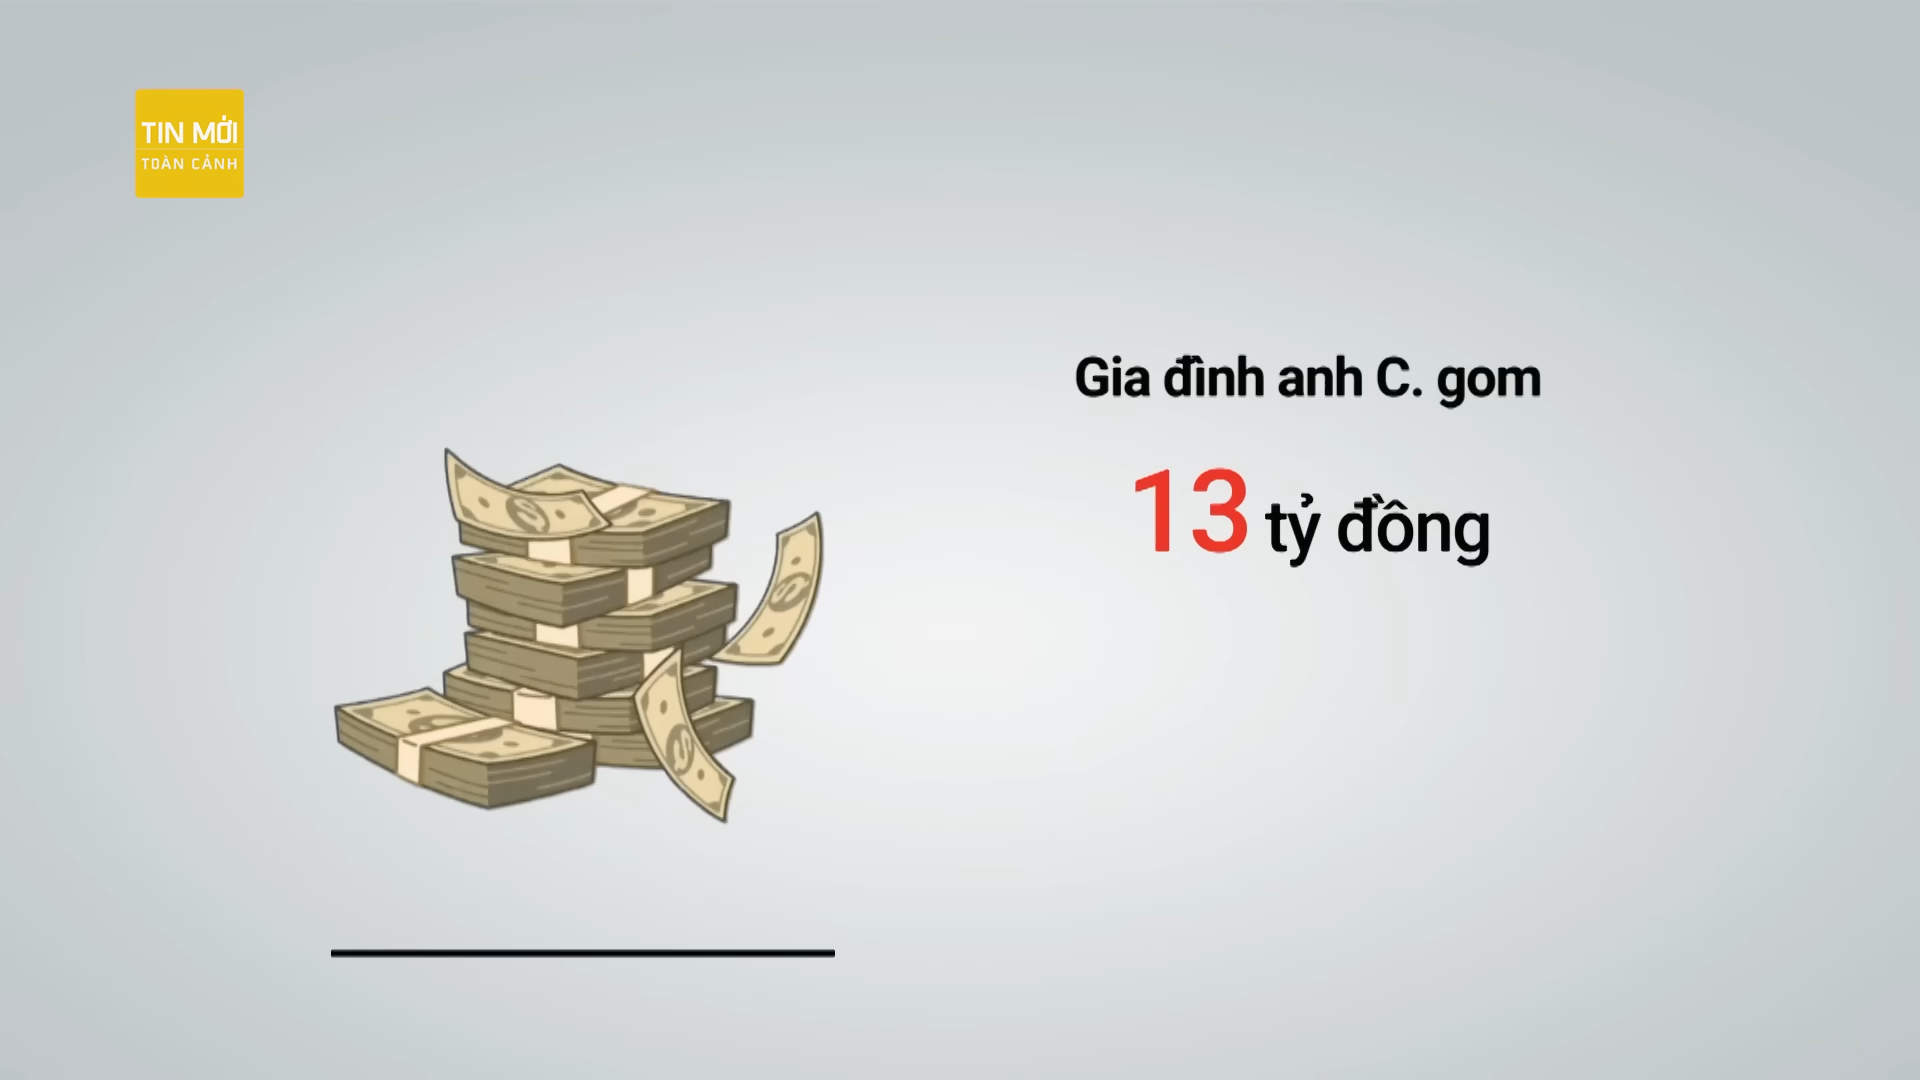 TIN MỚI
TOÀN CẢNH
Gia đình anh C. gom
13 tỷ đồng